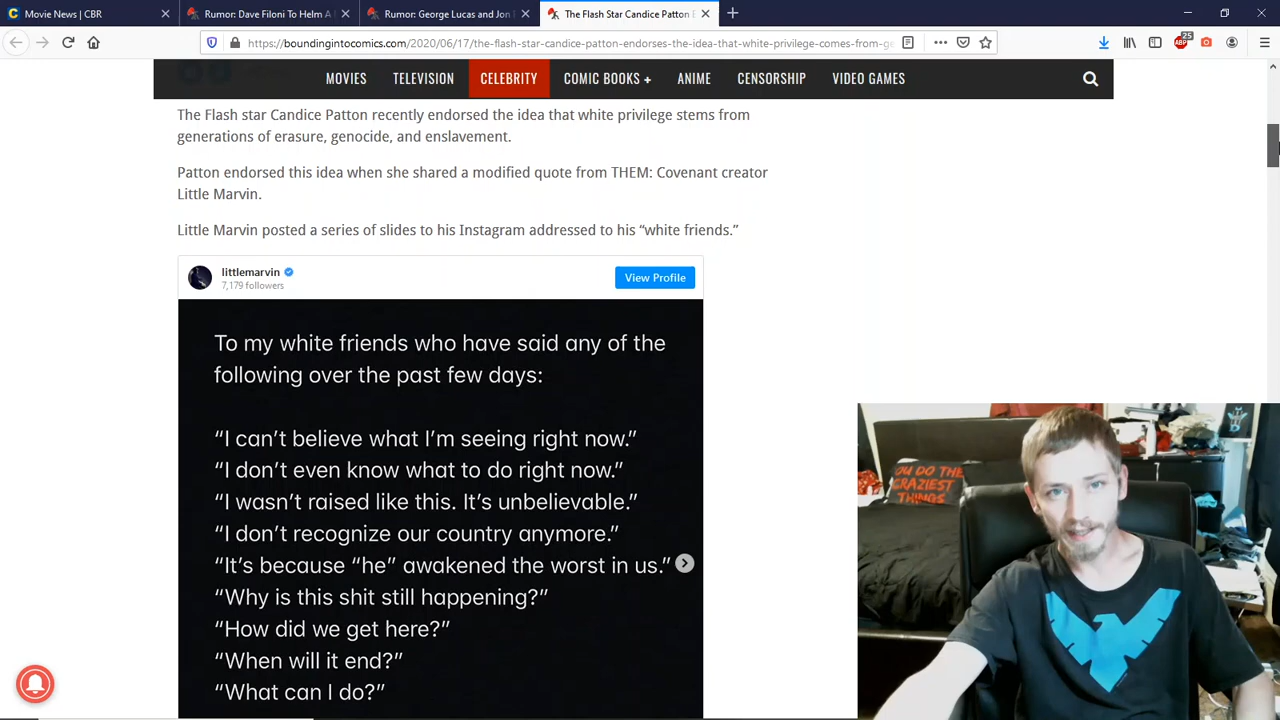 Movie News | CBR
Rumor: Dave Filoni To Helm A
Rumor: George Lucas and Jon
The Flash Star Candice Patton E
https://boundingintocomics.com/2020/06/17/the-flash-star-candice-patton-endorses-the-idea-that-white-privilege-comes-from-ge
25
ABP
MOVIES TELEVISION CELEBRITY COMIC BOOKS + ANIME CENSORSHIP VIDEO GAMES
The Flash star Candice Patton recently endorsed the idea that white privilege stems from
generations of erasure, genocide, and enslavement.
Patton endorsed this idea when she shared a modified quote from THEM: Covenant creator
Little Marvin.
Little Marvin posted a series of slides to his Instagram addressed to his “white friends.”
littlemarvin
7,179 followers
View Profile
To my white friends who have said any of the
following over the past few days:
“I can’t believe what I’m seeing right now.”
“I don’t even know what to do right now.”
“I wasn’t raised like this. It’s unbelievable.”
“I don’t recognize our country anymore.”
“It’s because “he” awakened the worst in us.”
“Why is this shit still happening?”
“How did we get here?”
“When will it end?”
“What can I do?”
YOU DO THE
CRAZIEST
THINGS